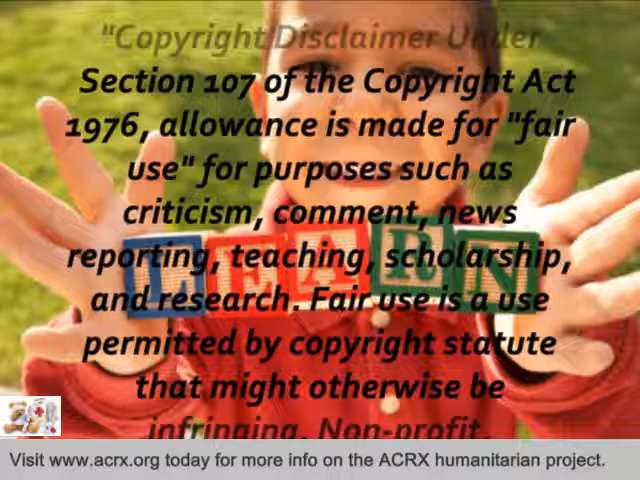 "Copyright Disclaimer Under
Section 107 of the Copyright Act
1976, allowance is made for "fair
use" for purposes such as
criticism, comment, news
reporting, teaching, scholarship,
LEARN
and research. Fair use is a use
permitted by copyright statute
that might otherwise be
infringing. Non-profit,
Visit www.acrx.org today for more info on the ACRX humanitarian project.